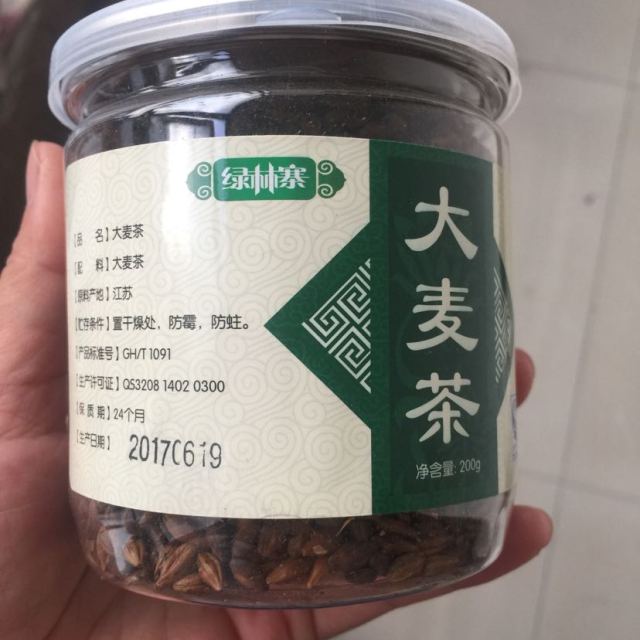 绿林寨
【品 名】大麦茶
【配 料】大麦茶
【原料产地】江苏
【贮存条件】置干燥处，防霉，防蛀。
【产品标准号】GH/T 1091
【生产许可证】QS3208 1402 0300
【保 质 期】24个月
【生产日期】 20170619
大麦茶
净含量: 200g